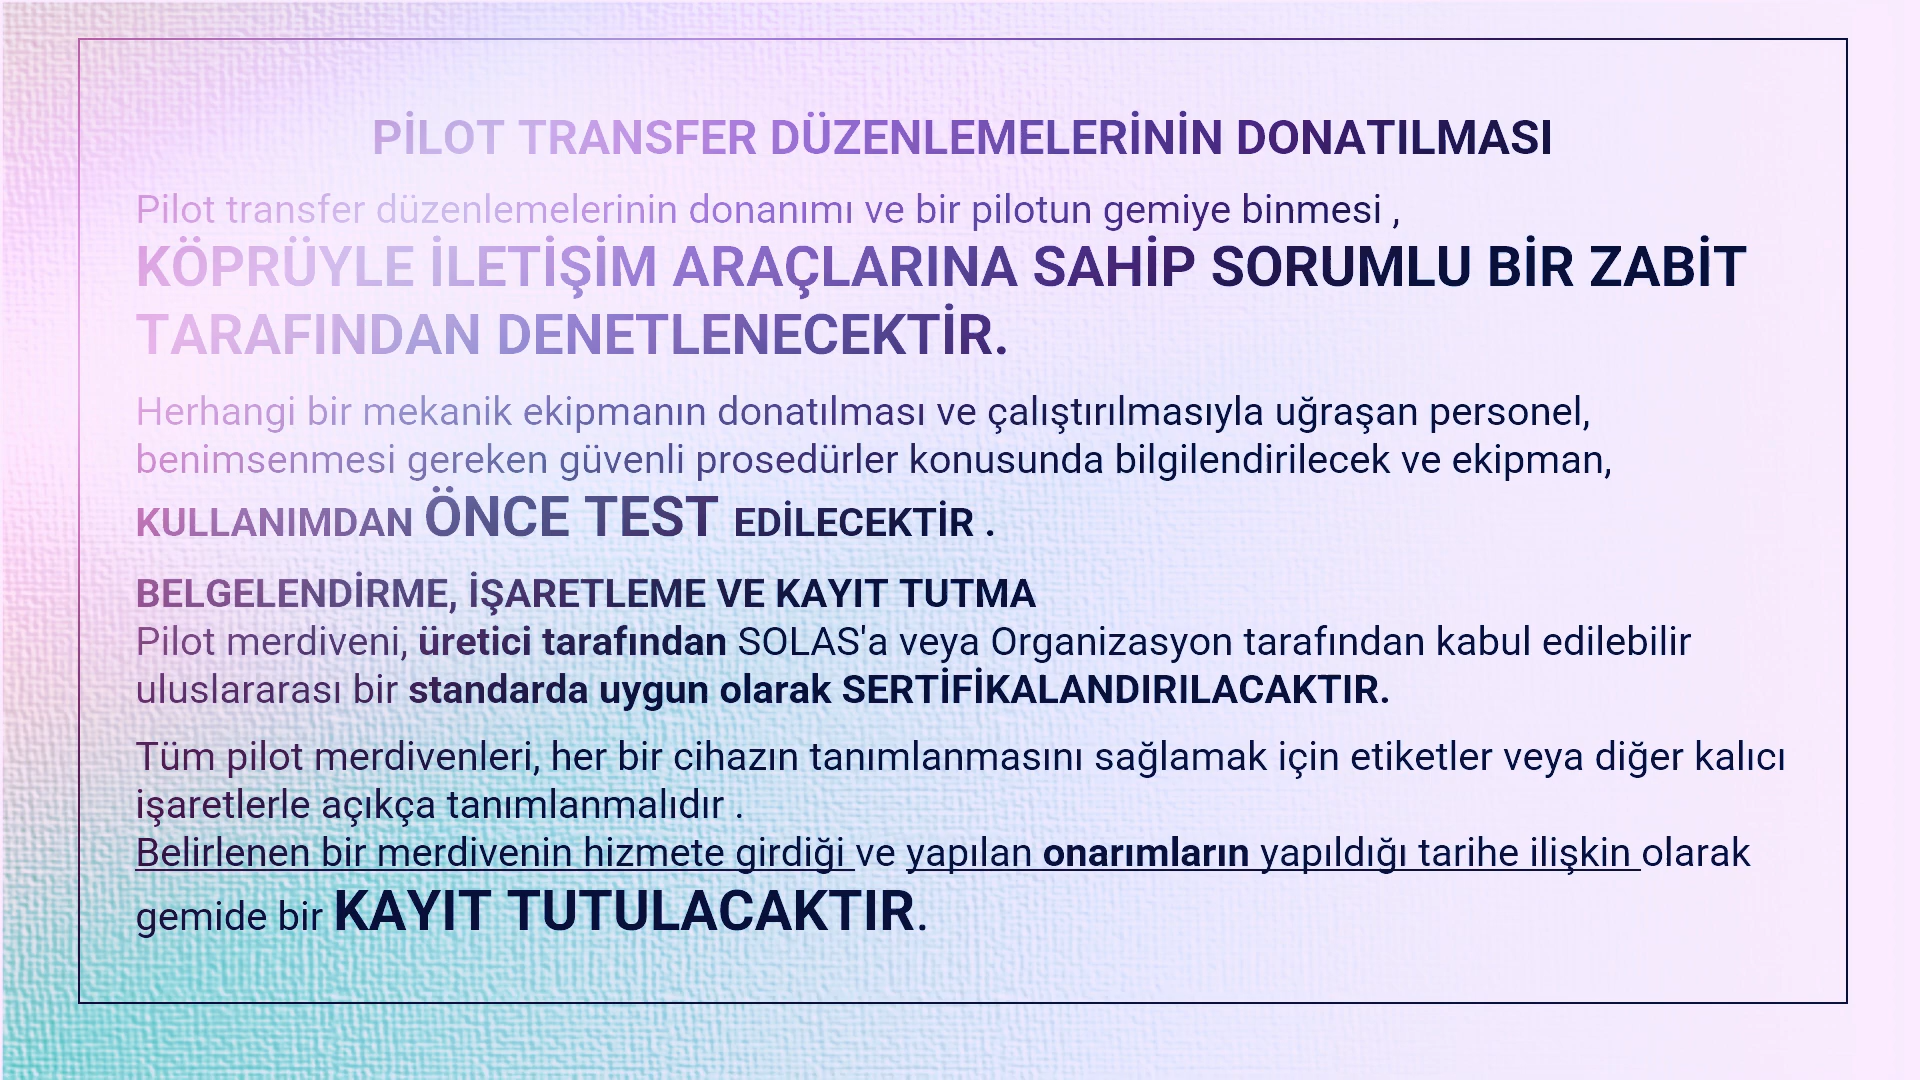 PİLOT TRANSFER DÜZENLEMELERİNİN DONATILMASI
Pilot transfer düzenlemelerinin donanımı ve bir pilotun gemiye binmesi ,
KÖPRÜYLE İLETİŞİM ARAÇLARINA SAHİP SORUMLU BİR ZABİT
TARAFINDAN DENETLENECEKTİR.
Herhangi bir mekanik ekipmanın donatılması ve çalıştırılmasıyla uğraşan personel,
benimsenmesi gereken güvenli prosedürler konusunda bilgilendirilecek ve ekipman,
KULLANIMDAN ÖNCE TEST EDİLECEKTİR .
BELGELENDİRME, İŞARETLEME VE KAYIT TUTMA
Pilot merdiveni, üretici tarafından SOLAS'a veya Organizasyon tarafından kabul edilebilir
uluslararası bir standarda uygun olarak SERTİFİKALANDIRILACAKTIR.
Tüm pilot merdivenleri, her bir cihazın tanımlanmasını sağlamak için etiketler veya diğer kalıcı
işaretlerle açıkça tanımlanmalıdır .
Belirlenen bir merdivenin hizmete girdiği ve yapılan onarımların yapıldığı tarihe ilişkin olarak
gemide bir KAYIT TUTULACAKTIR.